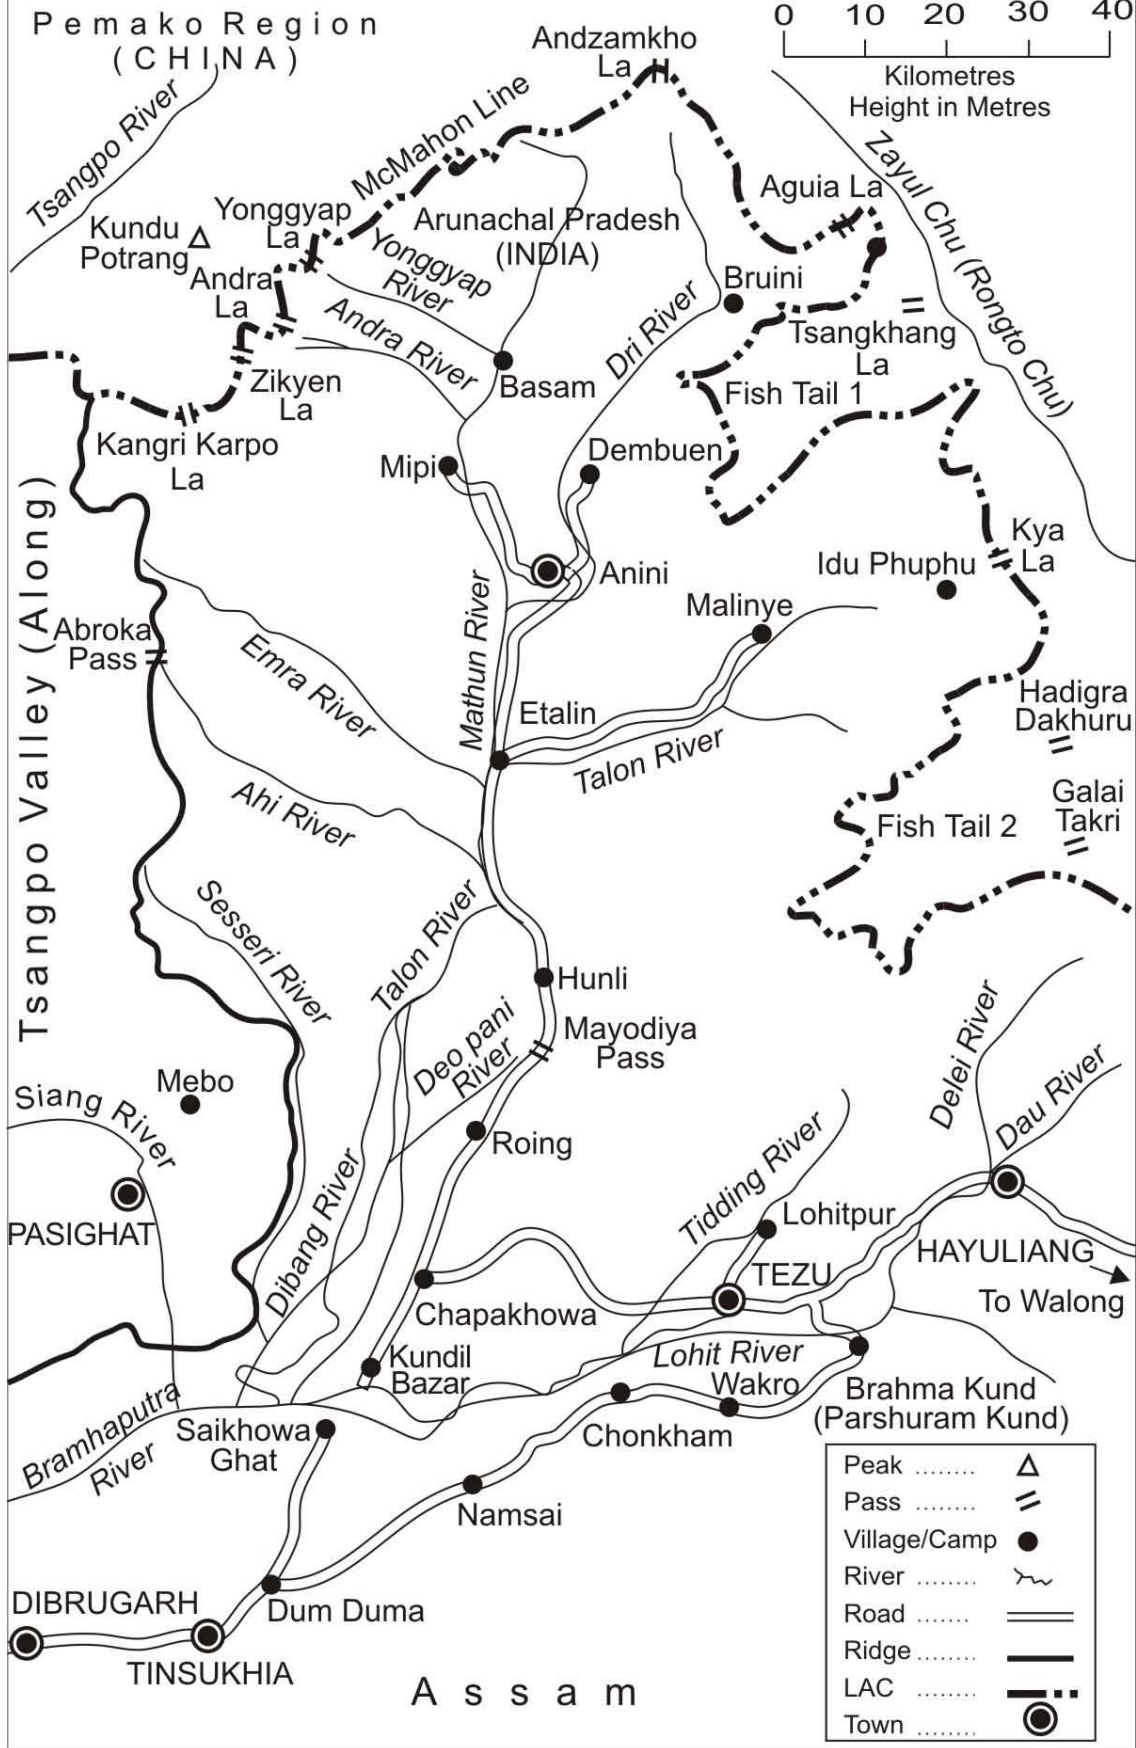 Pemako Region
(CHINA)
0 10 20 30 40
Kilometres
Height in Metres
Andzamkho
La
McMahon Line
Tsangpo River
Zayul Chu (Rongto Chu)
Aguia La
Yonggyap
La
Kundu
Potrang
Arunachal Pradesh
(INDIA)
Yonggyap
River
Andra
La
Bruini
Andra River
Dri River
Tsangkhang
La
Zikyen
La
Basam
Fish Tail 1
Kangri Karpo
La
Mipi
Dembuen
Tsangpo Valley (Along)
Kya
La
Idu Phuphu
Anini
Malinye
Abroka
Pass
Emra River
Mathun River
Hadigra
Dakhuru
Etalin
Talon River
Ahi River
Galai
Takri
Fish Tail 2
Sesseri River
Talon River
Hunli
Deo pani
River
Mayodiya
Pass
Delei River
Dau River
Mebo
Siang River
Roing
Tidding River
Dibang River
PASIGHAT
Lohitpur
HAYULIANG
TEZU
To Walong
Chapakhowa
Kundil
Bazar
Lohit River
Wakro
Brahma Kund
(Parshuram Kund)
Bramhaputra
River
Saikhowa
Ghat
Chonkham
Namsai
DIBRUGARH
Dum Duma
TINSUKHIA
Assam
Peak ........
Pass ........
Village/Camp
River ........
Road .......
Ridge ........
LAC ........
Town ........